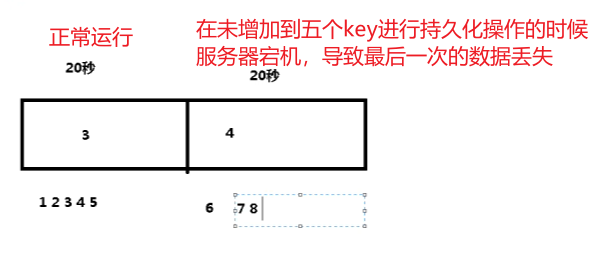 正常运行
在未增加到五个key进行持久化操作的时候
服务器宕机，导致最后一次的数据丢失
20秒
20秒
3
4
1 2 3 4 5
6
7 8